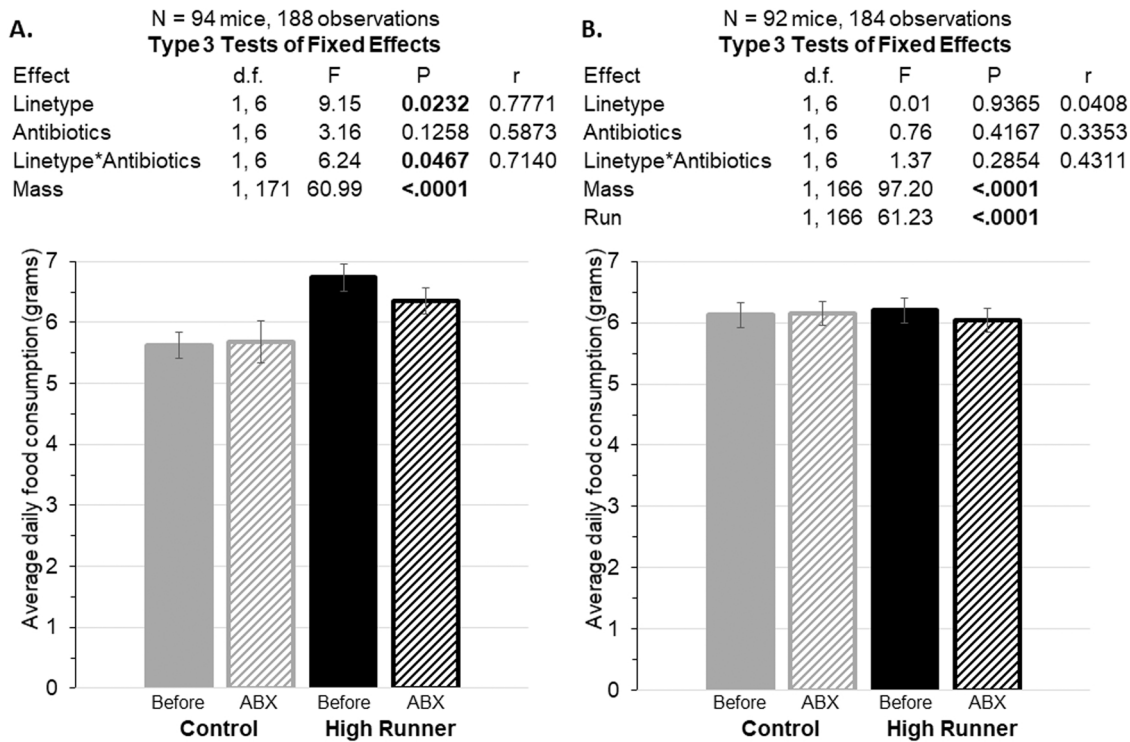 A.
N = 94 mice, 188 observations
Type 3 Tests of Fixed Effects
Effect d.f. F P r
Linetype 1, 6 9.15 0.0232 0.7771
Antibiotics 1, 6 3.16 0.1258 0.5873
Linetype*Antibiotics 1, 6 6.24 0.0467 0.7140
Mass 1, 171 60.99 <.0001
Average daily food consumption (grams)
7
6
5
4
3
2
1
0
Before ABX Before ABX
Control High Runner
B.
N = 92 mice, 184 observations
Type 3 Tests of Fixed Effects
Effect d.f. F P r
Linetype 1, 6 0.01 0.9365 0.0408
Antibiotics 1, 6 0.76 0.4167 0.3353
Linetype*Antibiotics 1, 6 1.37 0.2854 0.4311
Mass 1, 166 97.20 <.0001
Run 1, 166 61.23 <.0001
Average daily food consumption (grams)
7
6
5
4
3
2
1
0
Before ABX Before ABX
Control High Runner